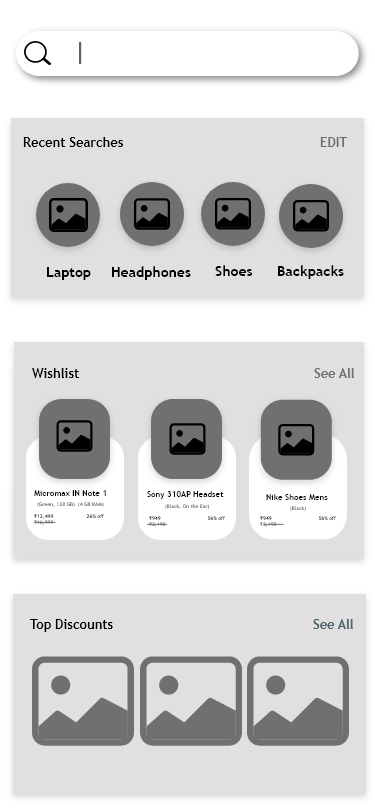 Recent Searches
EDIT
Laptop
Headphones
Shoes
Backpacks
Wishlist
See All
Micromax IN Note 1
(Green, 128 GB) (4 GB RAM)
₹12,499
26% off
₹16,999
Sony 310AP Headset
(Black, On the Ear)
₹949
56% off
₹2,190
Nike Shoes Mens
(Black)
₹949
56% off
₹2,190
Top Discounts
See All